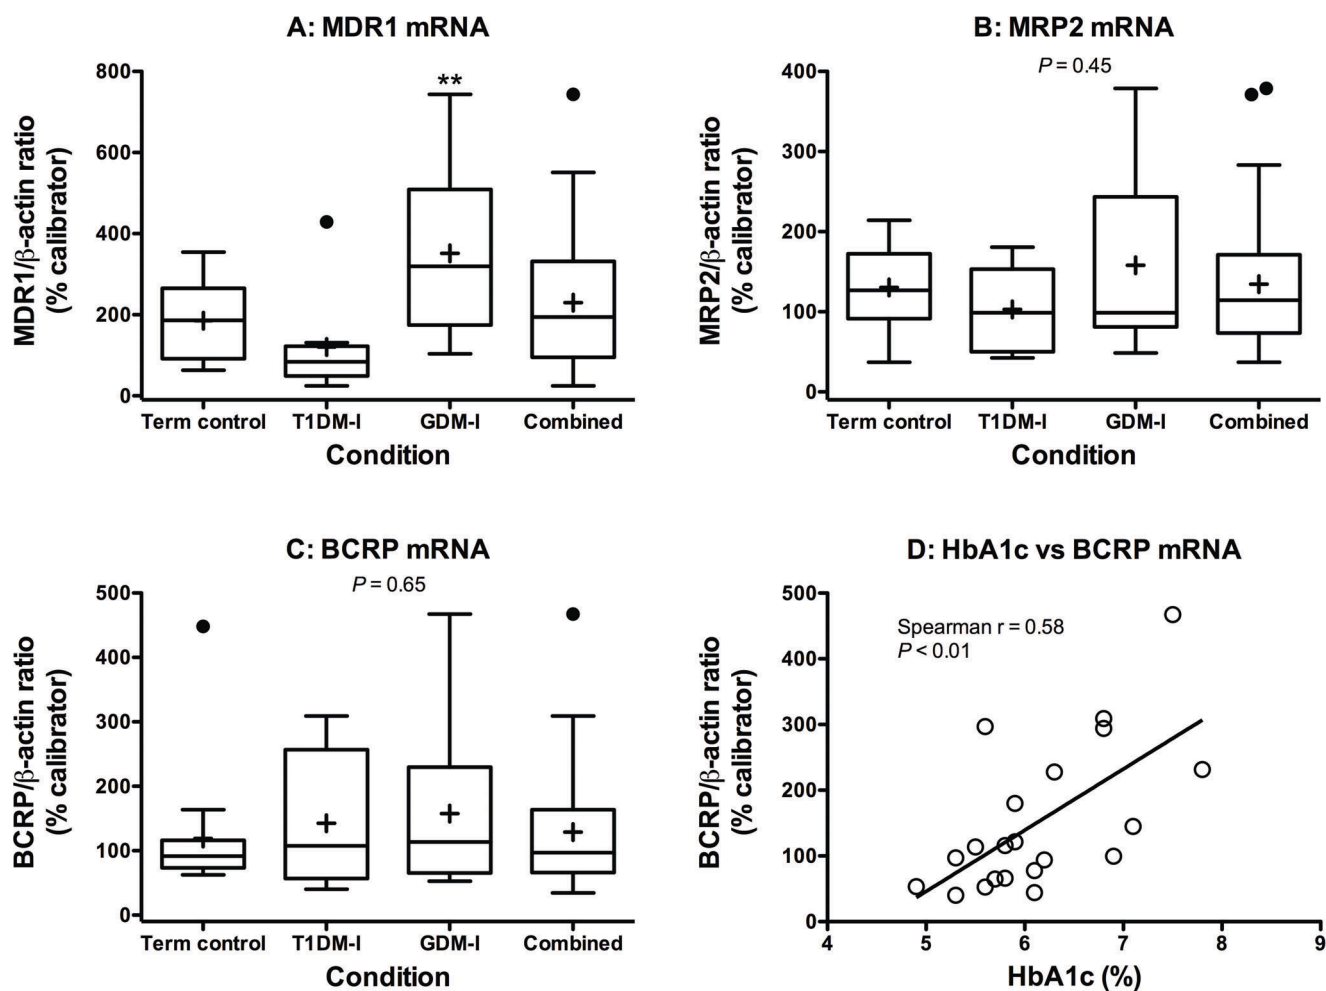 A: MDR1 mRNA
MDR1/β-actin ratio
(% calibrator)
800
600
400
200
0
**
Term control T1DM-I GDM-I Combined
Condition
B: MRP2 mRNA
P = 0.45
MRP2/β-actin ratio
(% calibrator)
400
300
200
100
0
Term control T1DM-I GDM-I Combined
Condition
C: BCRP mRNA
P = 0.65
BCRP/β-actin ratio
(% calibrator)
500
400
300
200
100
0
Term control T1DM-I GDM-I Combined
Condition
D: HbA1c vs BCRP mRNA
Spearman r = 0.58
P < 0.01
BCRP/β-actin ratio
(% calibrator)
500
400
300
200
100
0
4 5 6 7 8 9
HbA1c (%)